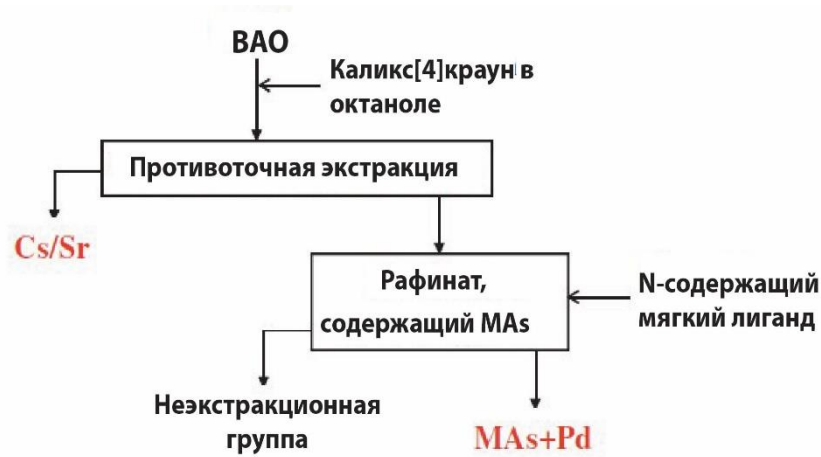 ВАО
Каликс[4]краун в
октаноле
Противоточная экстракция
Cs/Sr
Рафинат,
содержащий MAs
N-содержащий
мягкий лиганд
Неэкстракционная
группа
MAs+Pd